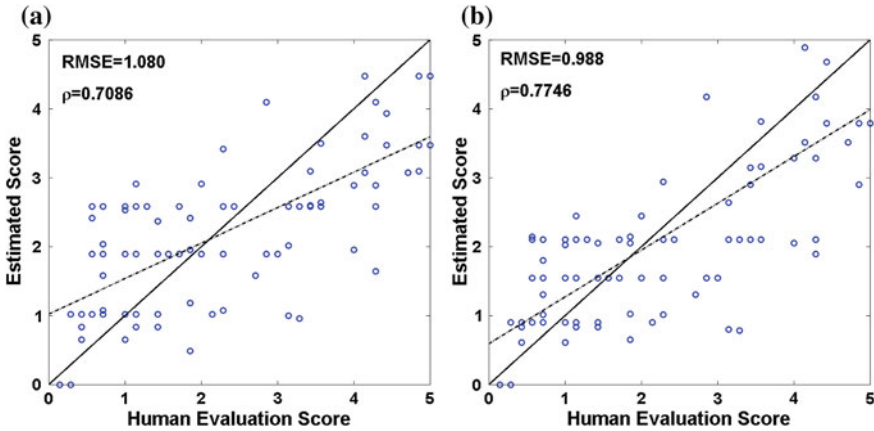 (a)
RMSE=1.080
ρ=0.7086
5
4
3
2
1
0
Estimated Score
0 1 2 3 4 5
Human Evaluation Score
(b)
RMSE=0.988
ρ=0.7746
5
4
3
2
1
0
Estimated Score
0 1 2 3 4 5
Human Evaluation Score